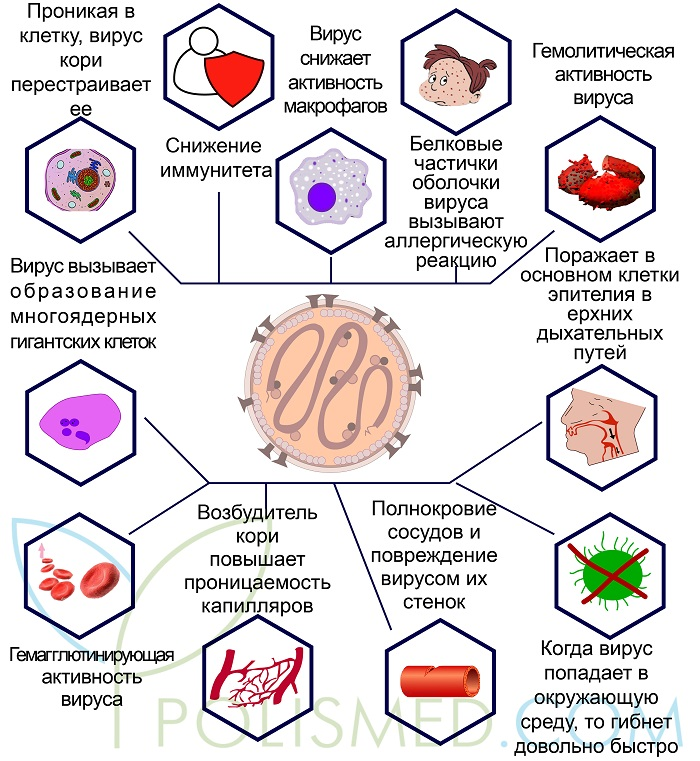 Проникая в
клетку, вирус
кори
перестраивает
ее
Снижение
иммунитета
Вирус
снижает
активность
макрофагов
Белковые
частички
оболочки
вируса
вызывают
аллергическую
реакцию
Гемолитическая
активность
вируса
Вирус вызывает
образование
многоядерных
гигантских клеток
Поражает в
основном клетки
эпителия в
ерхних
дыхательных
путей
Гемагглютинирующая
активность
вируса
Возбудитель
кори
повышает
проницаемость
капилляров
Полнокровие
сосудов и
повреждение
вирусом их
стенок
Когда вирус
попадает в
окружающую
среду, то гибнет
довольно быстро
POLISMED.COM